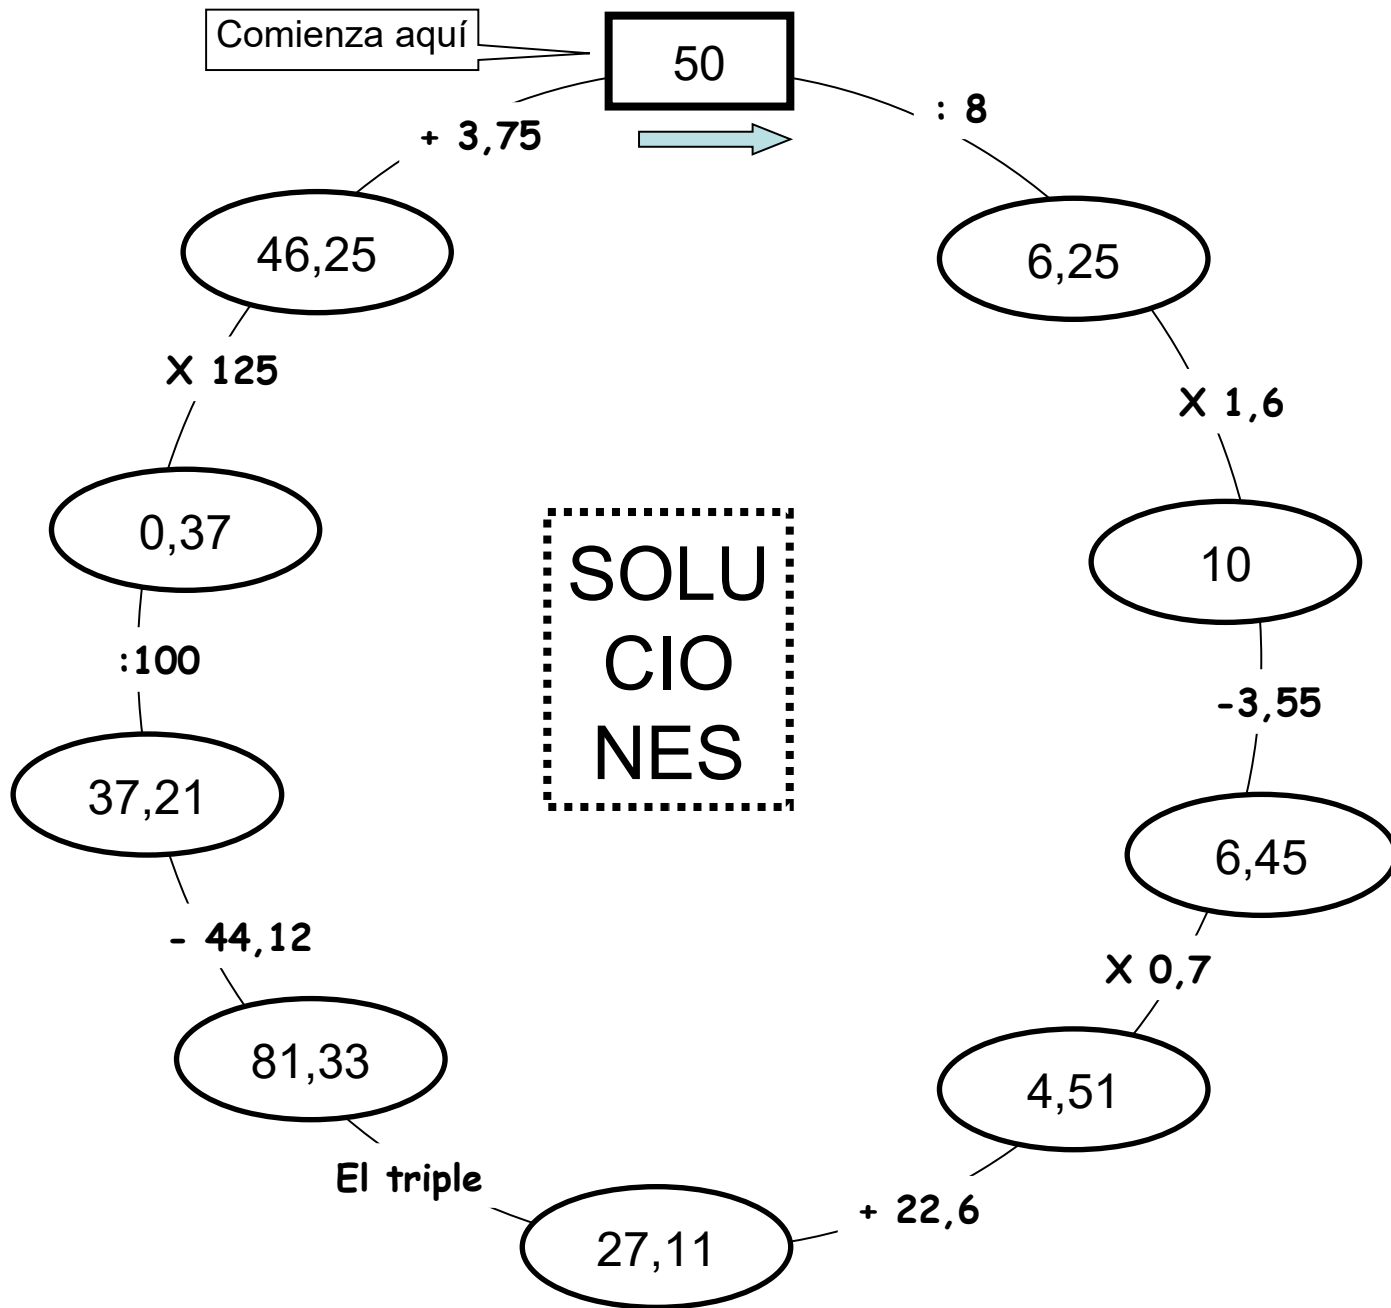 Comienza aquí
50
: 8
6,25
X 1,6
10
-3,55
6,45
X 0,7
4,51
+ 22,6
27,11
El triple
81,33
- 44,12
37,21
:100
0,37
X 125
46,25
+ 3,75
SOLU
CIO
NES